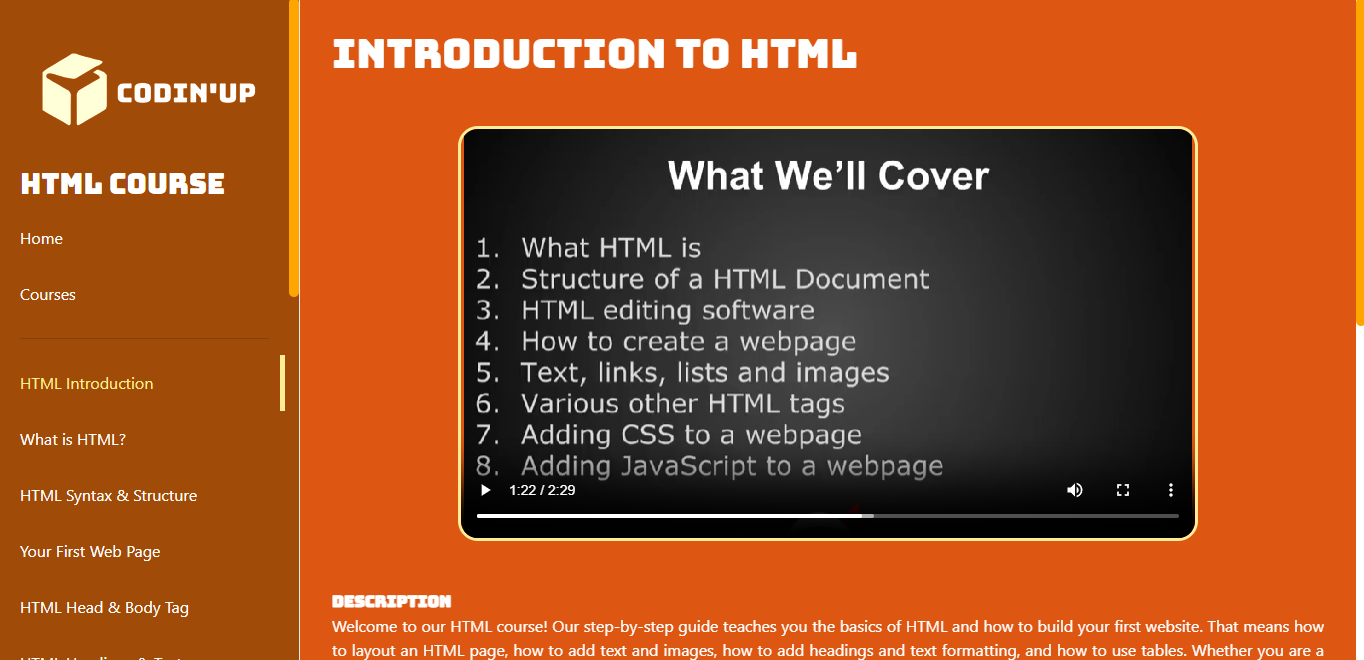 CODIN'UP
HTML COURSE
Home
Courses
HTML Introduction
What is HTML?
HTML Syntax & Structure
Your First Web Page
HTML Head & Body Tag
INTRODUCTION TO HTML
What We’ll Cover
1. What HTML is
2. Structure of a HTML Document
3. HTML editing software
4. How to create a webpage
5. Text, links, lists and images
6. Various other HTML tags
7. Adding CSS to a webpage
8. Adding JavaScript to a webpage
1:22 / 2:29
DESCRIPTION
Welcome to our HTML course! Our step-by-step guide teaches you the basics of HTML and how to build your first website. That means how
to layout an HTML page, how to add text and images, how to add headings and text formatting, and how to use tables. Whether you are a